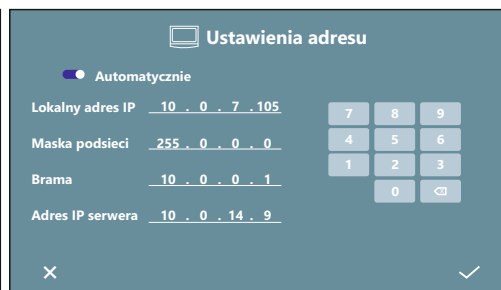 Ustawienia adresu
Automatycznie
Lokalny adres IP 10 . 0 . 7 . 105
7 8 9
Maska podsieci 255 . 0 . 0 . 0
4 5 6
1 2 3
Brama 10 . 0 . 0 . 1
0
Adres IP serwera 10 . 0 . 14 . 9